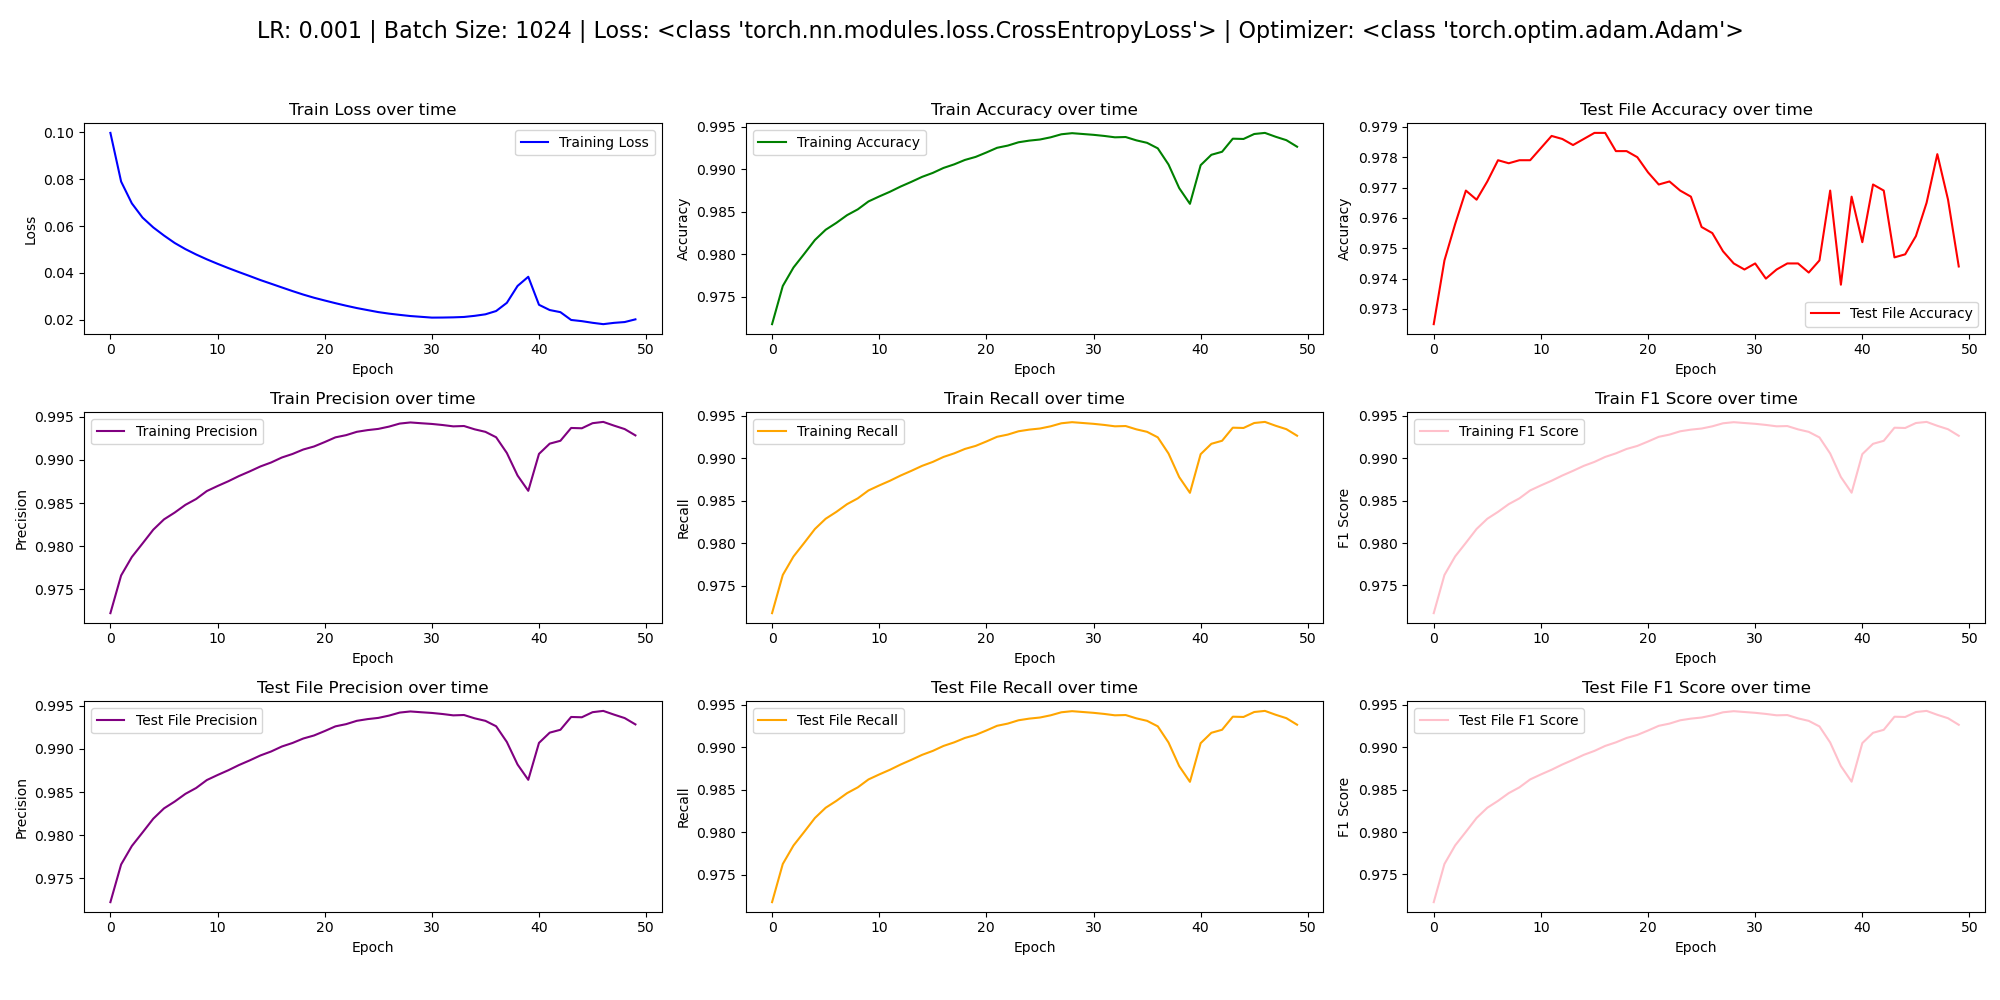 LR: 0.001 | Batch Size: 1024 | Loss: <class 'torch.nn.modules.loss.CrossEntropyLoss'> | Optimizer: <class 'torch.optim.adam.Adam'>
Train Loss over time
Training Loss
0.10
0.08
0.06
0.04
0.02
Loss
0 10 20 30 40 50
Epoch
Train Accuracy over time
Training Accuracy
0.995
0.990
0.985
0.980
0.975
Accuracy
0 10 20 30 40 50
Epoch
Test File Accuracy over time
0.979
0.978
0.977
0.976
0.975
0.974
0.973
Accuracy
Test File Accuracy
0 10 20 30 40 50
Epoch
Train Precision over time
Training Precision
0.995
0.990
0.985
0.980
0.975
Precision
0 10 20 30 40 50
Epoch
Train Recall over time
Training Recall
0.995
0.990
0.985
0.980
0.975
Recall
0 10 20 30 40 50
Epoch
Train F1 Score over time
Training F1 Score
0.995
0.990
0.985
0.980
0.975
F1 Score
0 10 20 30 40 50
Epoch
Test File Precision over time
Test File Precision
0.995
0.990
0.985
0.980
0.975
Precision
0 10 20 30 40 50
Epoch
Test File Recall over time
Test File Recall
0.995
0.990
0.985
0.980
0.975
Recall
0 10 20 30 40 50
Epoch
Test File F1 Score over time
Test File F1 Score
0.995
0.990
0.985
0.980
0.975
F1 Score
0 10 20 30 40 50
Epoch